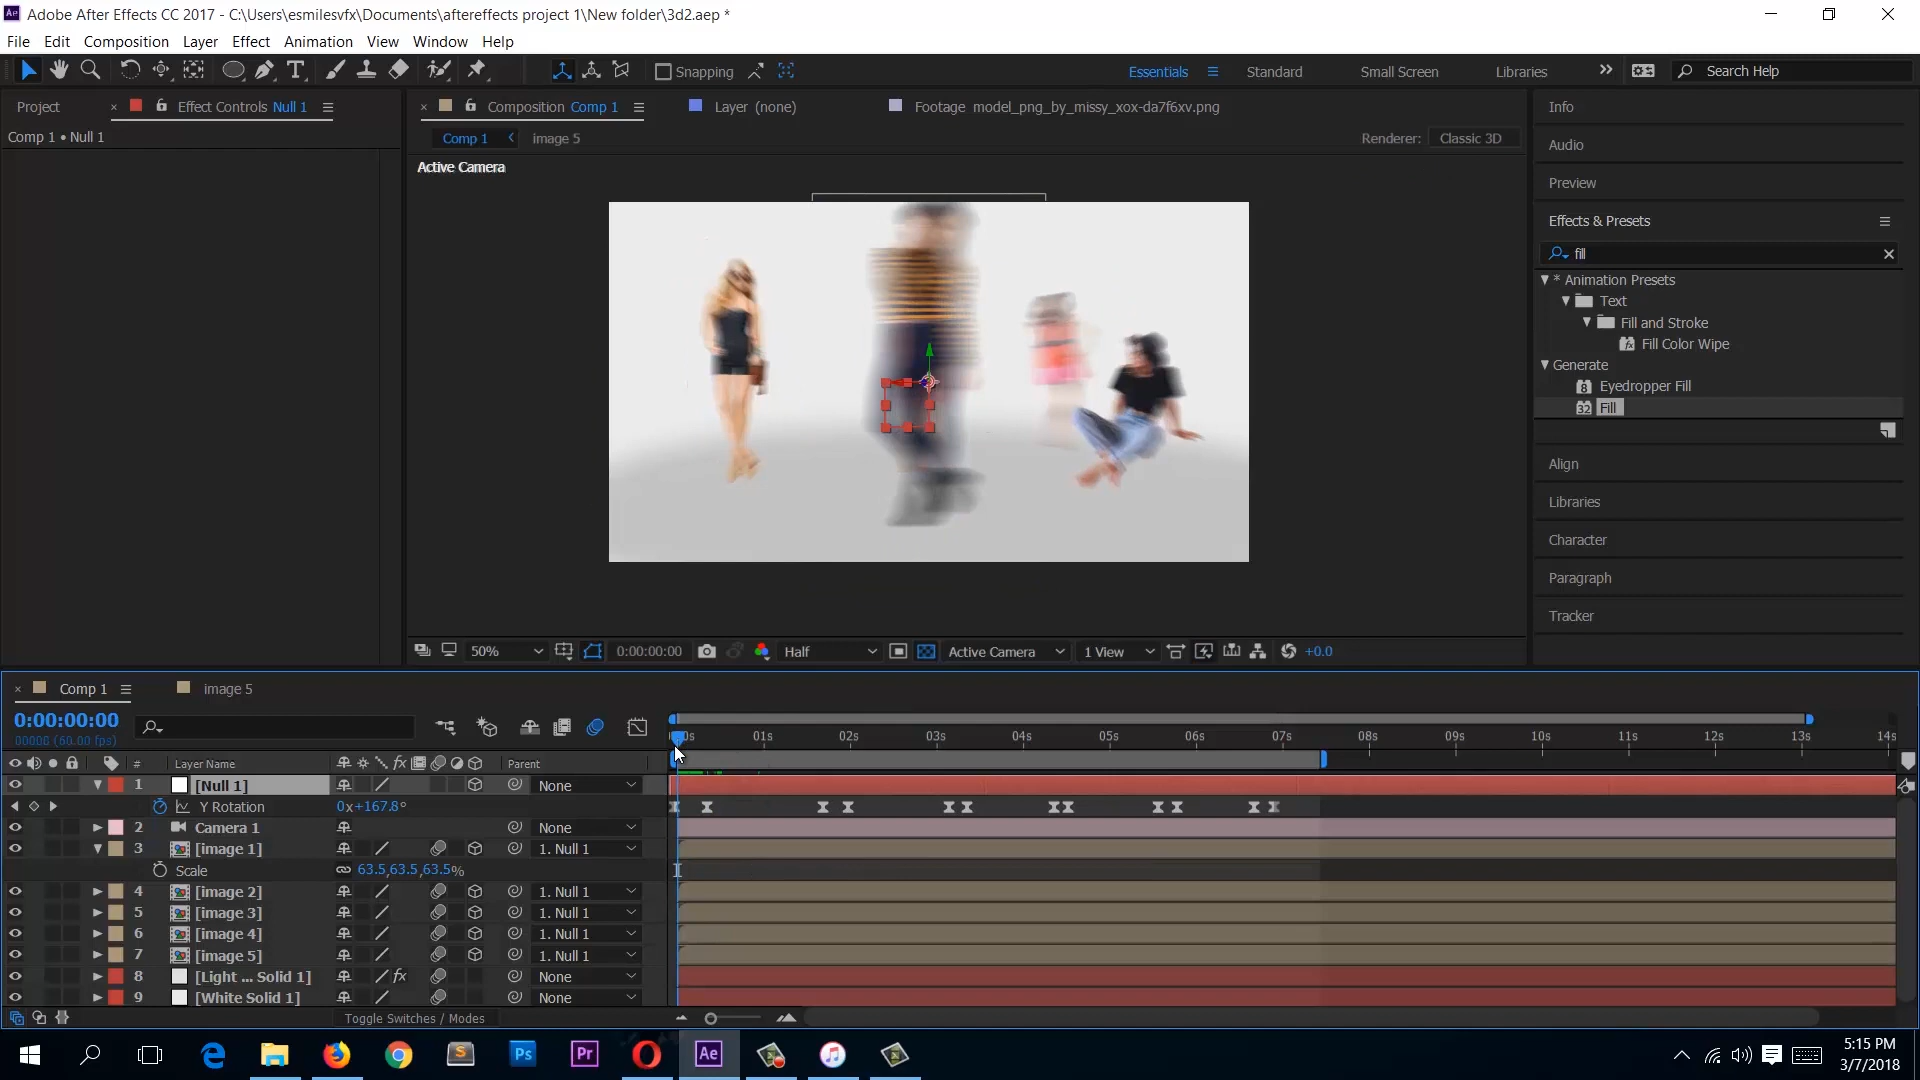 Adobe After Effects CC 2017 - C:\Users\esmilesvfx\Documents\aftereffects project 1\New folder\3d2.aep *
File Edit Composition Layer Effect Animation View Window Help
Snapping
Essentials Standard Small Screen Libraries Search Help
Project Effect Controls Null 1
Composition Comp 1 Layer (none) Footage model_png_by_missy_xox-da7f6xv.png
Comp 1 • Null 1
Comp 1 image 5 Renderer: Classic 3D
Active Camera
Info
Audio
Preview
Effects & Presets
fill
* Animation Presets
Text
Fill and Stroke
Fill Color Wipe
Generate
Eyedropper Fill
Fill
Align
Libraries
Character
Paragraph
Tracker
50% 0:00:00:00 Half Active Camera 1 View +0.0
Comp 1 image 5
0:00:00:00
00000 (60.00 fps)
01s 02s 03s 04s 05s 06s 07s 08s 09s 10s 11s 12s 13s 14s
# Layer Name Parent
1 [Null 1] None
Y Rotation 0x+167.8°
2 Camera 1 None
3 [image 1] 1. Null 1
Scale 63.5,63.5,63.5%
4 [image 2] 1. Null 1
5 [image 3] 1. Null 1
6 [image 4] 1. Null 1
7 [image 5] 1. Null 1
8 [Light ... Solid 1] None
9 [White Solid 1] None
Toggle Switches / Modes
5:15 PM
3/7/2018